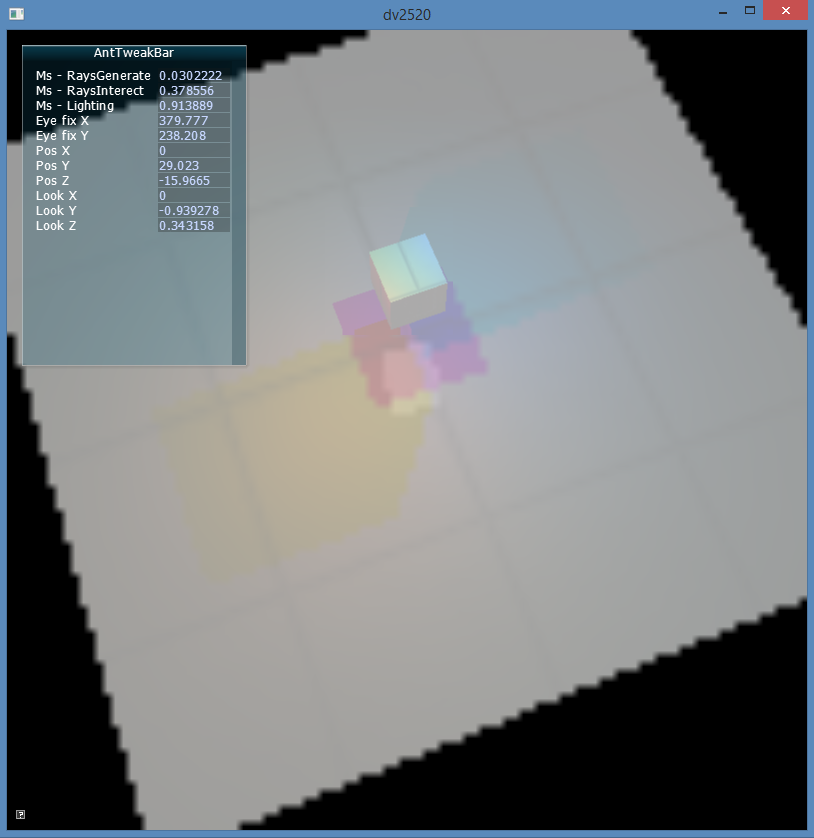 dv2520
AntTweakBar
Ms - RaysGenerate 0.0302222
Ms - RaysInterect 0.378556
Ms - Lighting 0.913889
Eye fix X 379.777
Eye fix Y 238.208
Pos X 0
Pos Y 29.023
Pos Z -15.9665
Look X 0
Look Y -0.939278
Look Z 0.343158
?